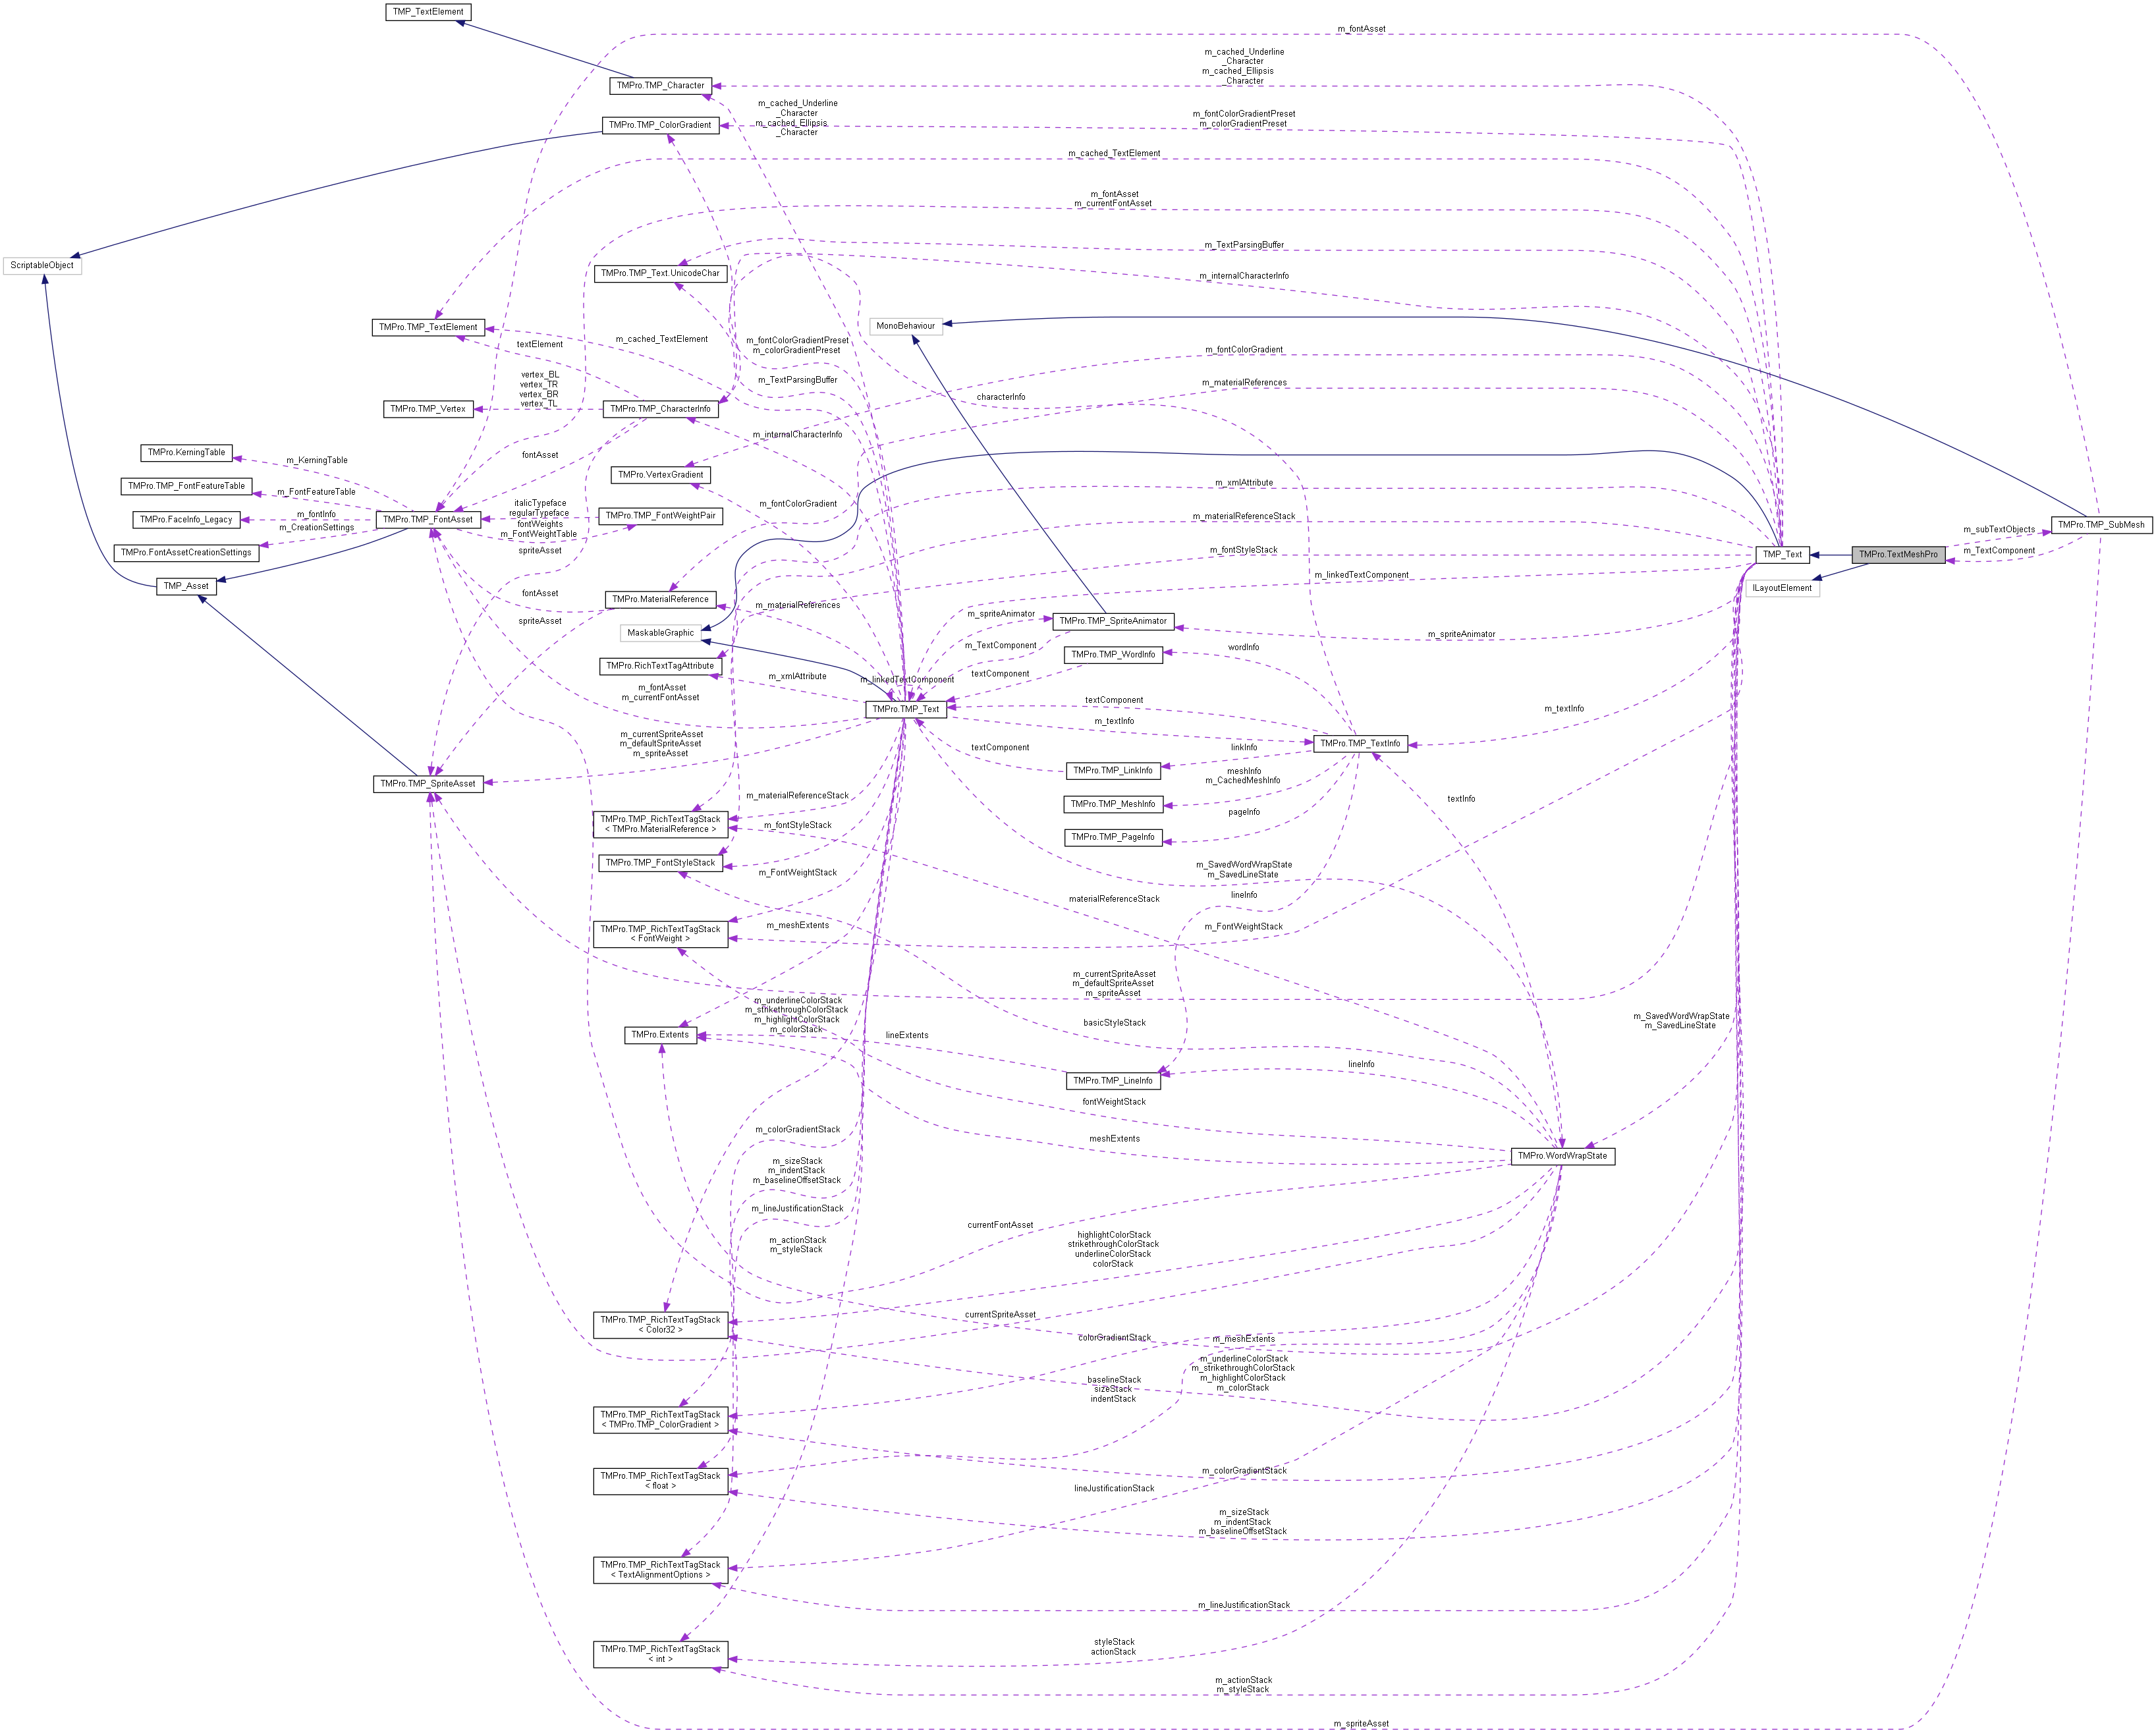 TMP_TextElement
m_fontAsset
m_cached_Underline
_Character
m_cached_Ellipsis
_Character
TMPro.TMP_Character
m_cached_Underline
_Character
m_cached_Ellipsis
_Character
TMPro.TMP_ColorGradient
m_fontColorGradientPreset
m_colorGradientPreset
m_cached_TextElement
m_fontAsset
m_currentFontAsset
m_TextParsingBuffer
ScriptableObject
TMPro.TMP_Text.UnicodeChar
m_internalCharacterInfo
MonoBehaviour
TMPro.TMP_TextElement
textElement
m_cached_TextElement
m_fontColorGradientPreset
m_colorGradientPreset
m_fontColorGradient
vertex_BL
vertex_TR
vertex_BR
vertex_TL
m_TextParsingBuffer
m_materialReferences
characterInfo
TMPro.TMP_Vertex
TMPro.TMP_CharacterInfo
m_internalCharacterInfo
TMPro.KerningTable
m_KerningTable
fontAsset
TMPro.VertexGradient
TMPro.TMP_FontFeatureTable
m_FontFeatureTable
m_xmlAttribute
m_fontColorGradient
italicTypeface
regularTypeface
TMPro.FaceInfo_Legacy
m_fontInfo
TMPro.TMP_FontAsset
TMPro.TMP_FontWeightPair
m_materialReferenceStack
m_CreationSettings
fontWeights
m_FontWeightTable
TMPro.TMP_SubMesh
m_subTextObjects
TMPro.FontAssetCreationSettings
spriteAsset
m_fontStyleStack
TMP_Text
TMPro.TextMeshPro
m_TextComponent
m_linkedTextComponent
ILayoutElement
TMP_Asset
fontAsset
TMPro.MaterialReference
m_materialReferences
m_spriteAnimator
TMPro.TMP_SpriteAnimator
spriteAsset
MaskableGraphic
m_spriteAnimator
m_TextComponent
wordInfo
TMPro.TMP_WordInfo
TMPro.RichTextTagAttribute
m_xmlAttribute
m_linkedTextComponent
textComponent
m_fontAsset
m_currentFontAsset
TMPro.TMP_Text
textComponent
m_textInfo
m_textInfo
m_currentSpriteAsset
m_defaultSpriteAsset
m_spriteAsset
textComponent
linkInfo
TMPro.TMP_TextInfo
TMPro.TMP_LinkInfo
meshInfo
m_CachedMeshInfo
TMPro.TMP_SpriteAsset
m_materialReferenceStack
TMPro.TMP_MeshInfo
textInfo
TMPro.TMP_RichTextTagStack
< TMPro.MaterialReference >
m_fontStyleStack
pageInfo
TMPro.TMP_PageInfo
TMPro.TMP_FontStyleStack
m_FontWeightStack
m_SavedWordWrapState
m_SavedLineState
materialReferenceStack
lineInfo
TMPro.TMP_RichTextTagStack
< FontWeight >
m_meshExtents
m_FontWeightStack
m_currentSpriteAsset
m_defaultSpriteAsset
m_spriteAsset
m_underlineColorStack
m_strikethroughColorStack
m_highlightColorStack
m_colorStack
TMPro.Extents
lineExtents
basicStyleStack
m_SavedWordWrapState
m_SavedLineState
lineInfo
TMPro.TMP_LineInfo
fontWeightStack
m_colorGradientStack
meshExtents
TMPro.WordWrapState
m_sizeStack
m_indentStack
m_baselineOffsetStack
m_lineJustificationStack
currentFontAsset
m_actionStack
m_styleStack
highlightColorStack
strikethroughColorStack
underlineColorStack
colorStack
TMPro.TMP_RichTextTagStack
< Color32 >
currentSpriteAsset
colorGradientStack
m_meshExtents
m_underlineColorStack
m_strikethroughColorStack
m_highlightColorStack
m_colorStack
baselineStack
sizeStack
indentStack
TMPro.TMP_RichTextTagStack
< TMPro.TMP_ColorGradient >
TMPro.TMP_RichTextTagStack
< float >
m_colorGradientStack
lineJustificationStack
m_sizeStack
m_indentStack
m_baselineOffsetStack
TMPro.TMP_RichTextTagStack
< TextAlignmentOptions >
m_lineJustificationStack
TMPro.TMP_RichTextTagStack
< int >
styleStack
actionStack
m_actionStack
m_styleStack
m_spriteAsset